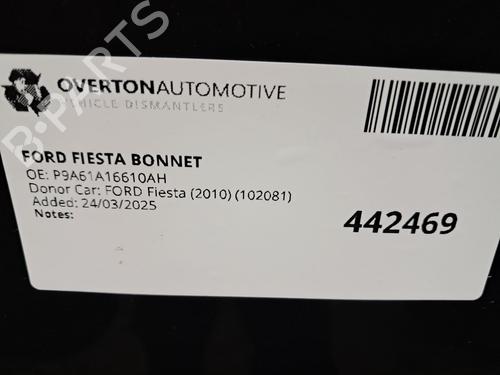 OVERTONAUTOMOTIVE
VEHICLE DISMANTLERS
B-PARTS
FORD FIESTA BONNET
OE: P9A61A16610AH
Donor Car: FORD Fiesta (2010) (102081)
Added: 24/03/2025
Notes:
442469